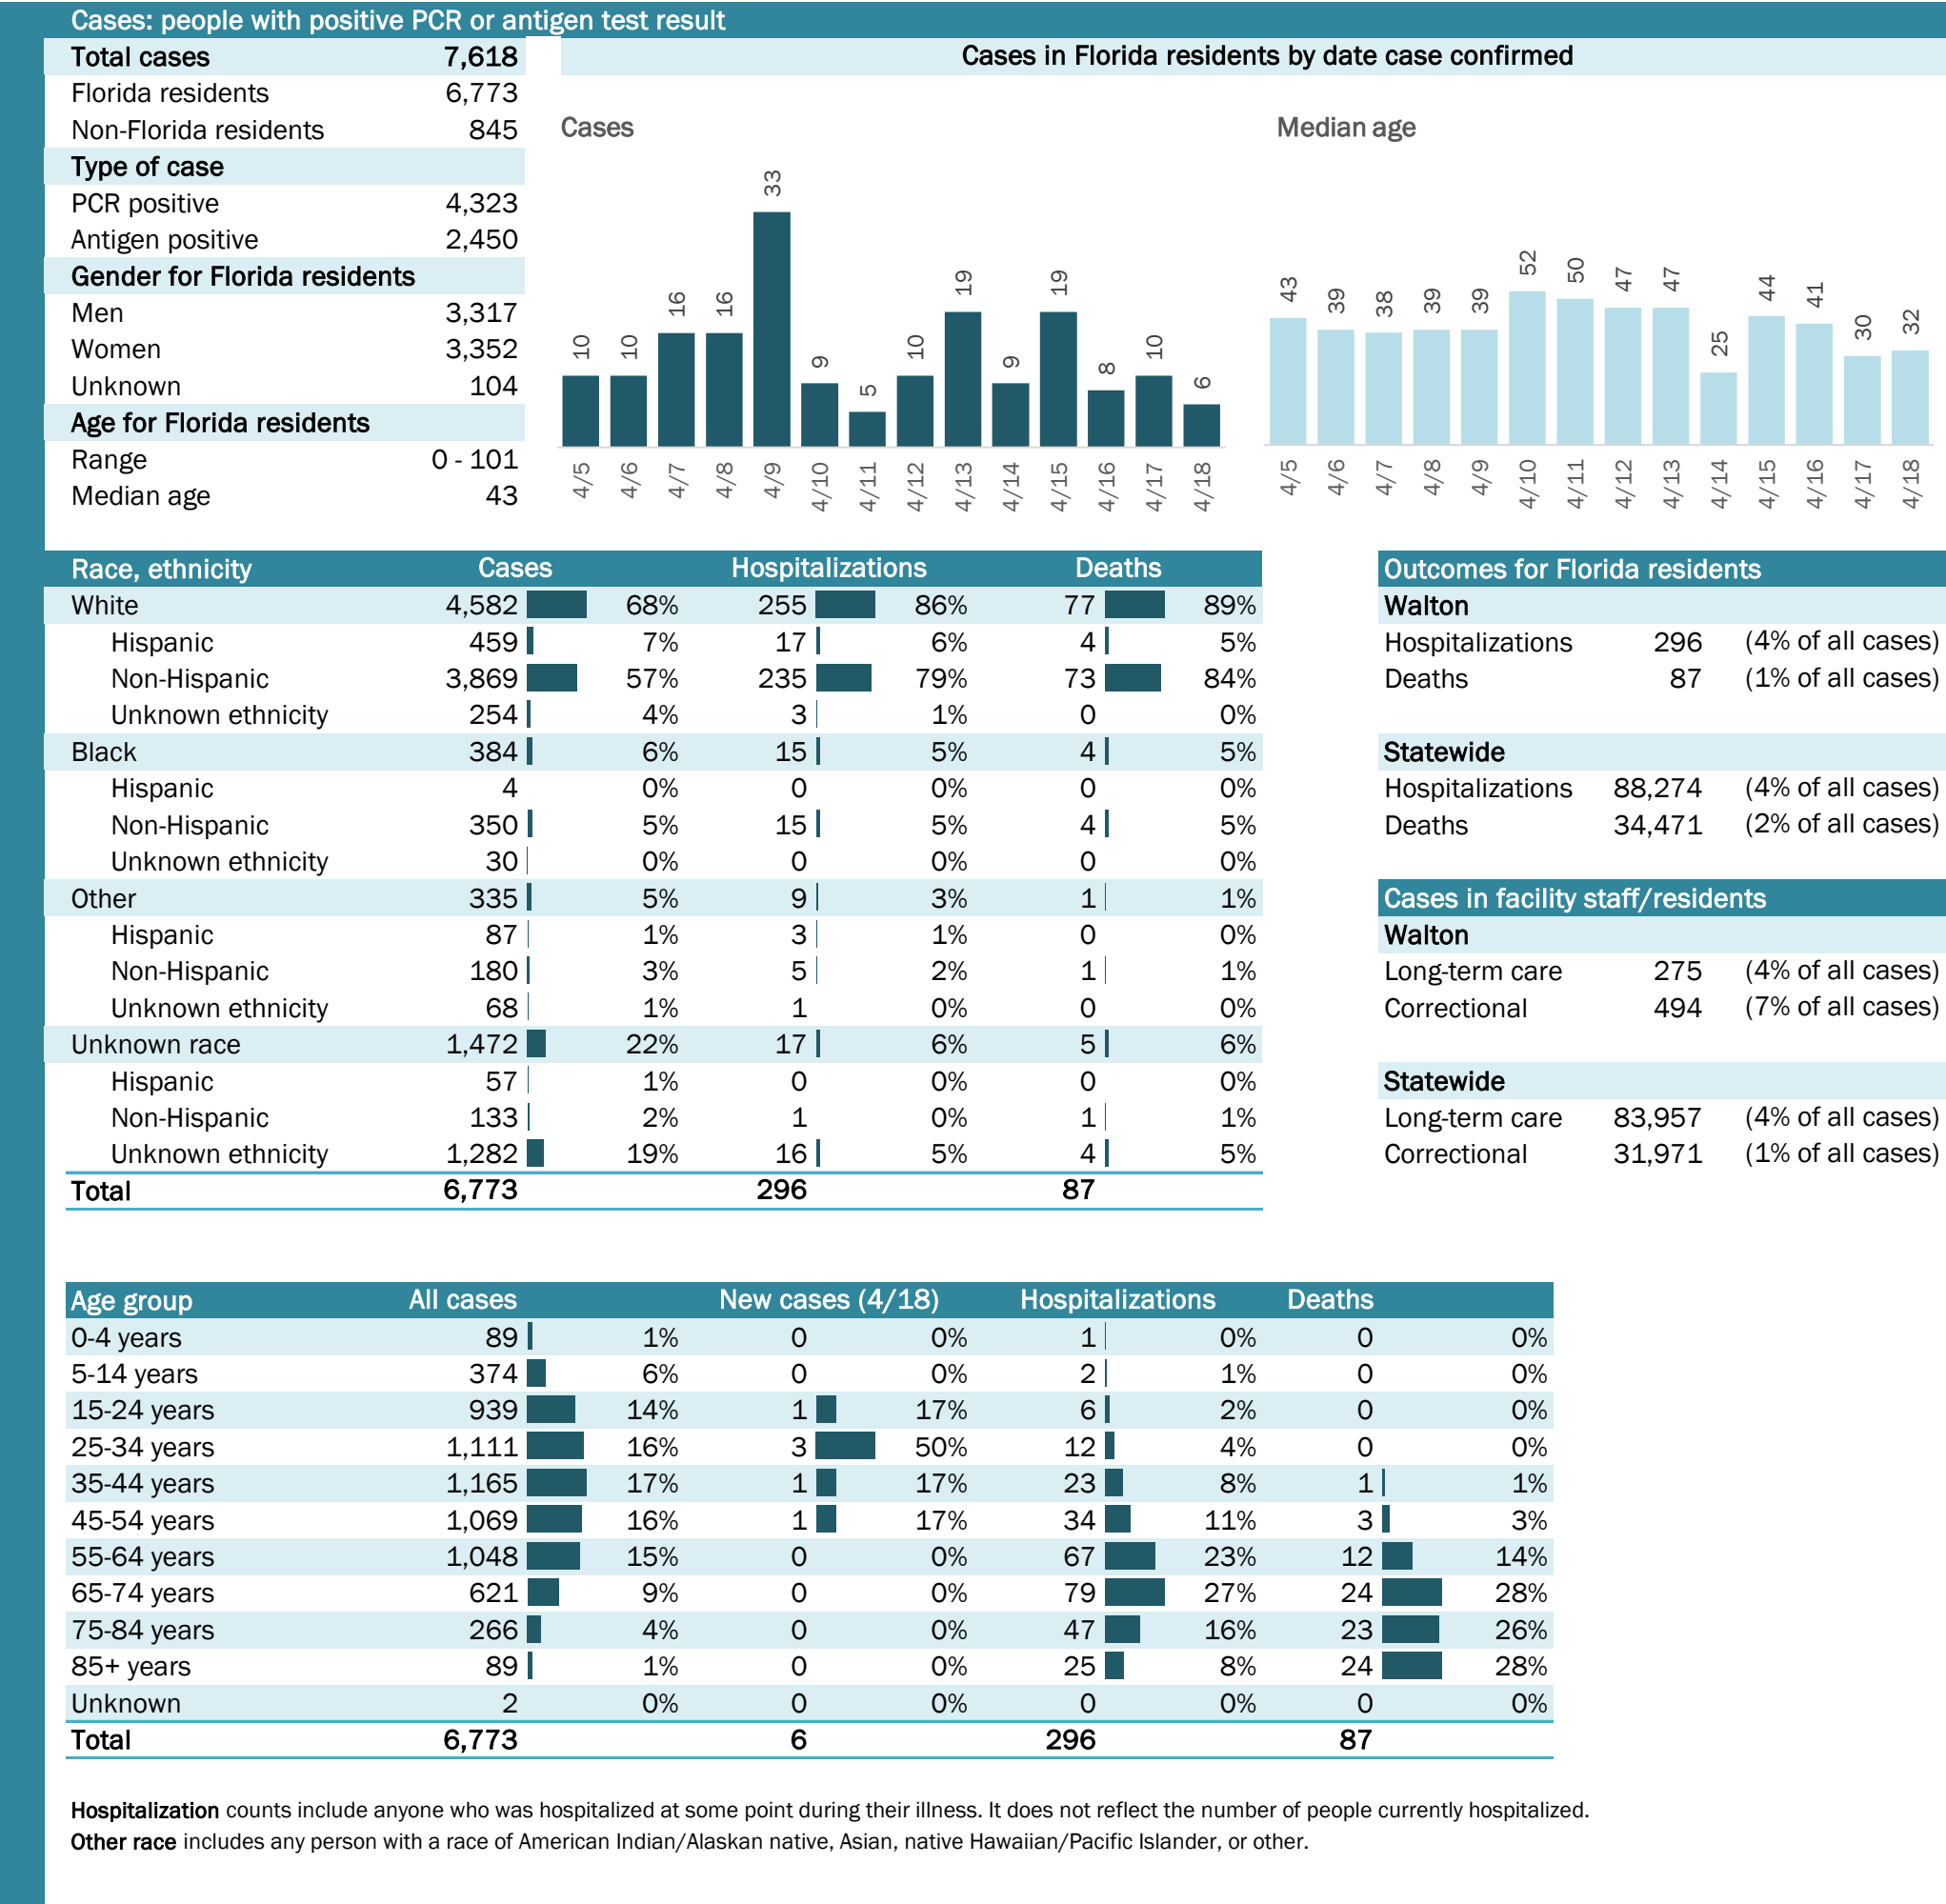 Cases: people with positive PCR or antigen test result
Total cases 7,618
Florida residents 6,773
Non-Florida residents 845
Type of case
PCR positive 4,323
Antigen positive 2,450
Gender for Florida residents
Men 3,317
Women 3,352
Unknown 104
Age for Florida residents
Range 0 - 101
Median age 43
Cases in Florida residents by date case confirmed
Cases
10 10 16 16 33 9 5 10 19 9 19 8 10 6
4/5 4/6 4/7 4/8 4/9 4/10 4/11 4/12 4/13 4/14 4/15 4/16 4/17 4/18
Median age
43 39 38 39 39 52 50 47 47 25 44 41 30 32
4/5 4/6 4/7 4/8 4/9 4/10 4/11 4/12 4/13 4/14 4/15 4/16 4/17 4/18
Race, ethnicity Cases Hospitalizations Deaths
White 4,582 68% 255 86% 77 89%
Hispanic 459 7% 17 6% 4 5%
Non-Hispanic 3,869 57% 235 79% 73 84%
Unknown ethnicity 254 4% 3 1% 0 0%
Black 384 6% 15 5% 4 5%
Hispanic 4 0% 0 0% 0 0%
Non-Hispanic 350 5% 15 5% 4 5%
Unknown ethnicity 30 0% 0 0% 0 0%
Other 335 5% 9 3% 1 1%
Hispanic 87 1% 3 1% 0 0%
Non-Hispanic 180 3% 5 2% 1 1%
Unknown ethnicity 68 1% 1 0% 0 0%
Unknown race 1,472 22% 17 6% 5 6%
Hispanic 57 1% 0 0% 0 0%
Non-Hispanic 133 2% 1 0% 1 1%
Unknown ethnicity 1,282 19% 16 5% 4 5%
Total 6,773 296 87
Outcomes for Florida residents
Walton
Hospitalizations 296 (4% of all cases)
Deaths 87 (1% of all cases)
Statewide
Hospitalizations 88,274 (4% of all cases)
Deaths 34,471 (2% of all cases)
Cases in facility staff/residents
Walton
Long-term care 275 (4% of all cases)
Correctional 494 (7% of all cases)
Statewide
Long-term care 83,957 (4% of all cases)
Correctional 31,971 (1% of all cases)
Age group All cases New cases (4/18) Hospitalizations Deaths
0-4 years 89 1% 0 0% 1 0% 0 0%
5-14 years 374 6% 0 0% 2 1% 0 0%
15-24 years 939 14% 1 17% 6 2% 0 0%
25-34 years 1,111 16% 3 50% 12 4% 0 0%
35-44 years 1,165 17% 1 17% 23 8% 1 1%
45-54 years 1,069 16% 1 17% 34 11% 3 3%
55-64 years 1,048 15% 0 0% 67 23% 12 14%
65-74 years 621 9% 0 0% 79 27% 24 28%
75-84 years 266 4% 0 0% 47 16% 23 26%
85+ years 89 1% 0 0% 25 8% 24 28%
Unknown 2 0% 0 0% 0 0% 0 0%
Total 6,773 6 296 87
Hospitalization counts include anyone who was hospitalized at some point during their illness. It does not reflect the number of people currently hospitalized.
Other race includes any person with a race of American Indian/Alaskan native, Asian, native Hawaiian/Pacific Islander, or other.